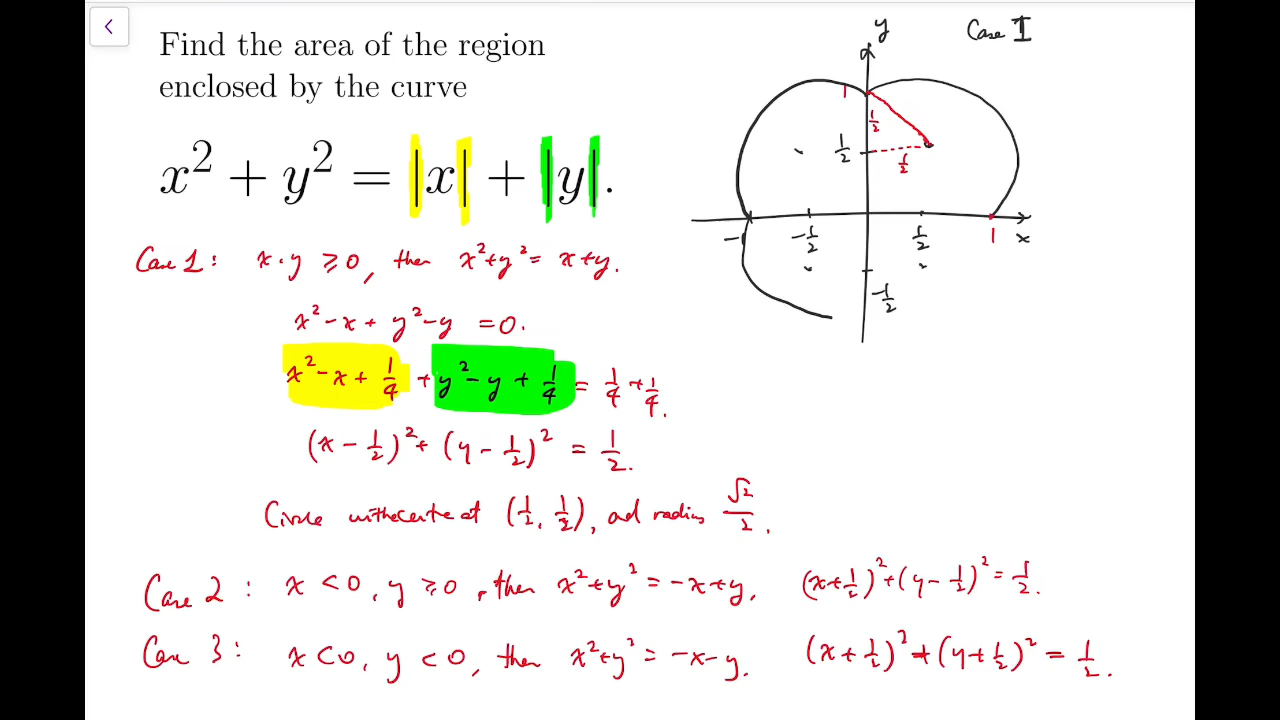 Find the area of the region
enclosed by the curve
x² + y² = |x| + |y|.
Case 1: x·y ≥ 0, then x²+y² = x+y.
x²-x+ y²-y = 0.
x²-x+ 1/4 + y²-y+ 1/4 = 1/4 + 1/4.
(x-1/2)² + (y-1/2)² = 1/2.
Circle with centre at (1/2, 1/2), ad radius √2/2.
Case 2: x<0, y≥0, then x²+y² = -x+y. (x+1/2)²+(y-1/2)²=1/2.
Case 3: x<0, y<0, then x²+y² = -x-y. (x+1/2)²+(y+1/2)² = 1/2.
y
Case I
1
1/2
1/2
1/2
-1
-1/2
1/2
1
x
-1/2